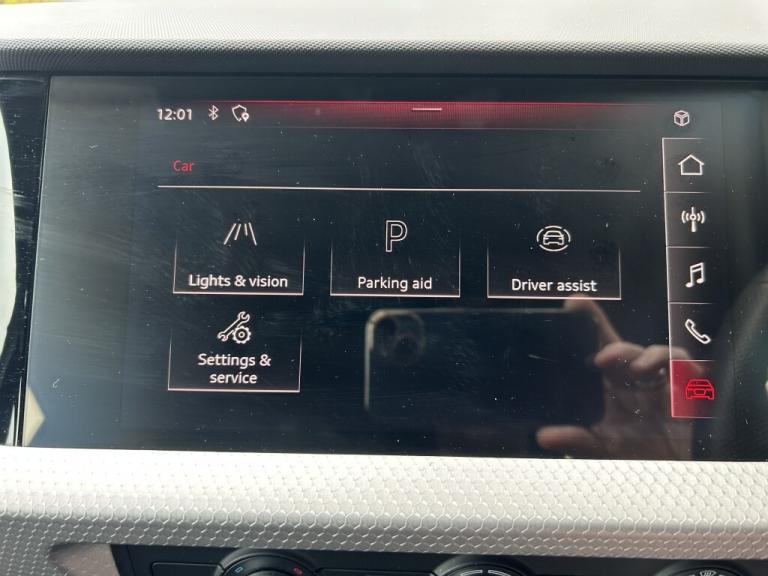 12:01
Car
Lights & vision
P
Parking aid
Driver assist
Settings &
service